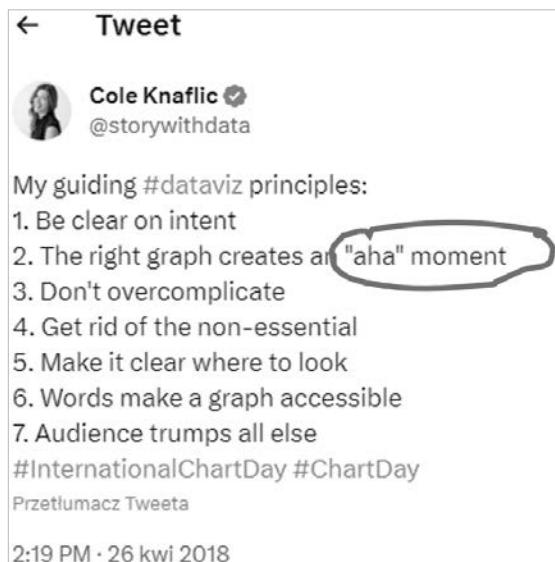 ← Tweet
Cole Knaflic
@storywithdata
My guiding #dataviz principles:
1. Be clear on intent
2. The right graph creates an "aha" moment
3. Don't overcomplicate
4. Get rid of the non-essential
5. Make it clear where to look
6. Words make a graph accessible
7. Audience trumps all else
#InternationalChartDay #ChartDay
Przetłumacz Tweeta
2:19 PM · 26 kwi 2018